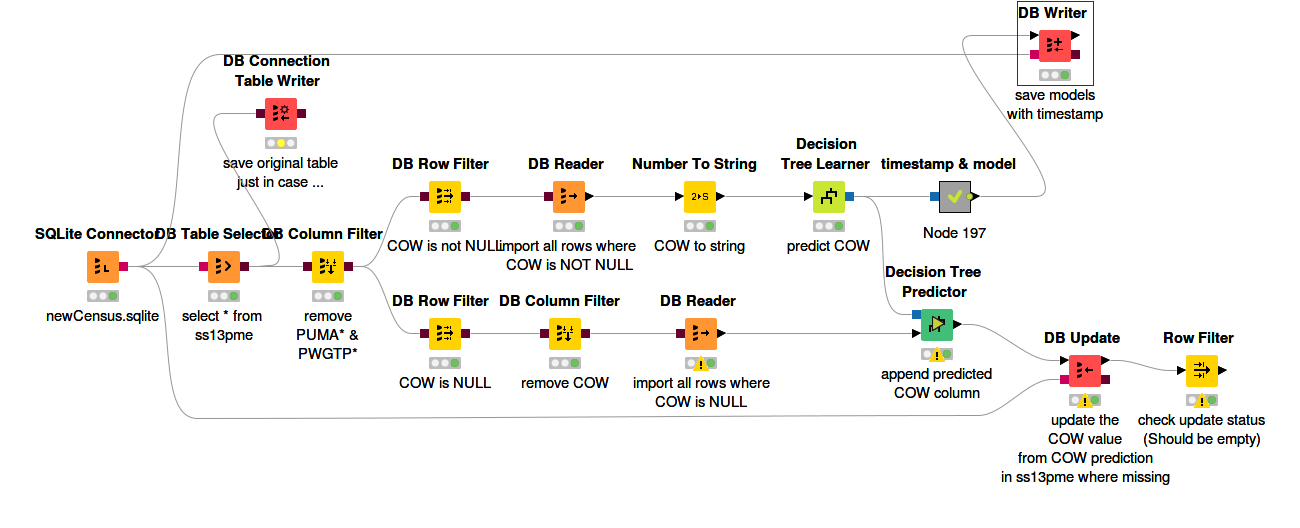 DB Writer
save models
with timestamp
DB Connection
Table Writer
save original table
just in case ...
DB Row Filter
COW is not NULL
DB Reader
import all rows where
COW is NOT NULL
Number To String
2▸S
COW to string
Decision
Tree Learner
predict COW
timestamp & model
Node 197
SQLite Connector
newCensus.sqlite
DB Table Selector
select * from
ss13pme
DB Column Filter
remove
PUMA* &
PWGTP*
DB Row Filter
COW is NULL
DB Column Filter
remove COW
DB Reader
import all rows where
COW is NULL
Decision Tree
Predictor
append predicted
COW column
DB Update
update the
COW value
from COW prediction
in ss13pme where missing
Row Filter
check update status
(Should be empty)